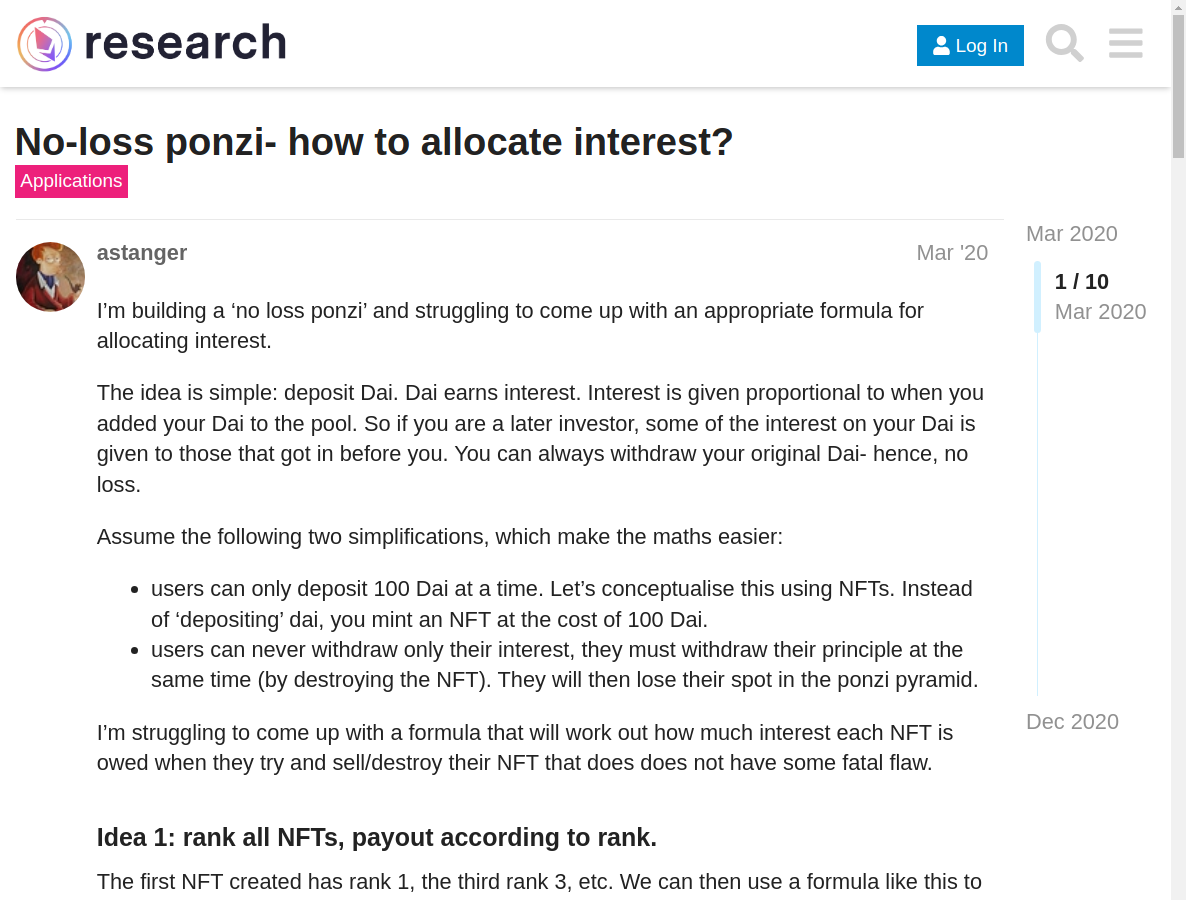 research
Log In
No-loss ponzi- how to allocate interest?
Applications
Mar 2020
astanger
Mar '20
1 / 10
Mar 2020
I’m building a ‘no loss ponzi’ and struggling to come up with an appropriate formula for
allocating interest.
The idea is simple: deposit Dai. Dai earns interest. Interest is given proportional to when you
added your Dai to the pool. So if you are a later investor, some of the interest on your Dai is
given to those that got in before you. You can always withdraw your original Dai- hence, no
loss.
Assume the following two simplifications, which make the maths easier:
• users can only deposit 100 Dai at a time. Let’s conceptualise this using NFTs. Instead
of ‘depositing’ dai, you mint an NFT at the cost of 100 Dai.
• users can never withdraw only their interest, they must withdraw their principle at the
same time (by destroying the NFT). They will then lose their spot in the ponzi pyramid.
Dec 2020
I’m struggling to come up with a formula that will work out how much interest each NFT is
owed when they try and sell/destroy their NFT that does does not have some fatal flaw.
Idea 1: rank all NFTs, payout according to rank.
The first NFT created has rank 1, the third rank 3, etc. We can then use a formula like this to